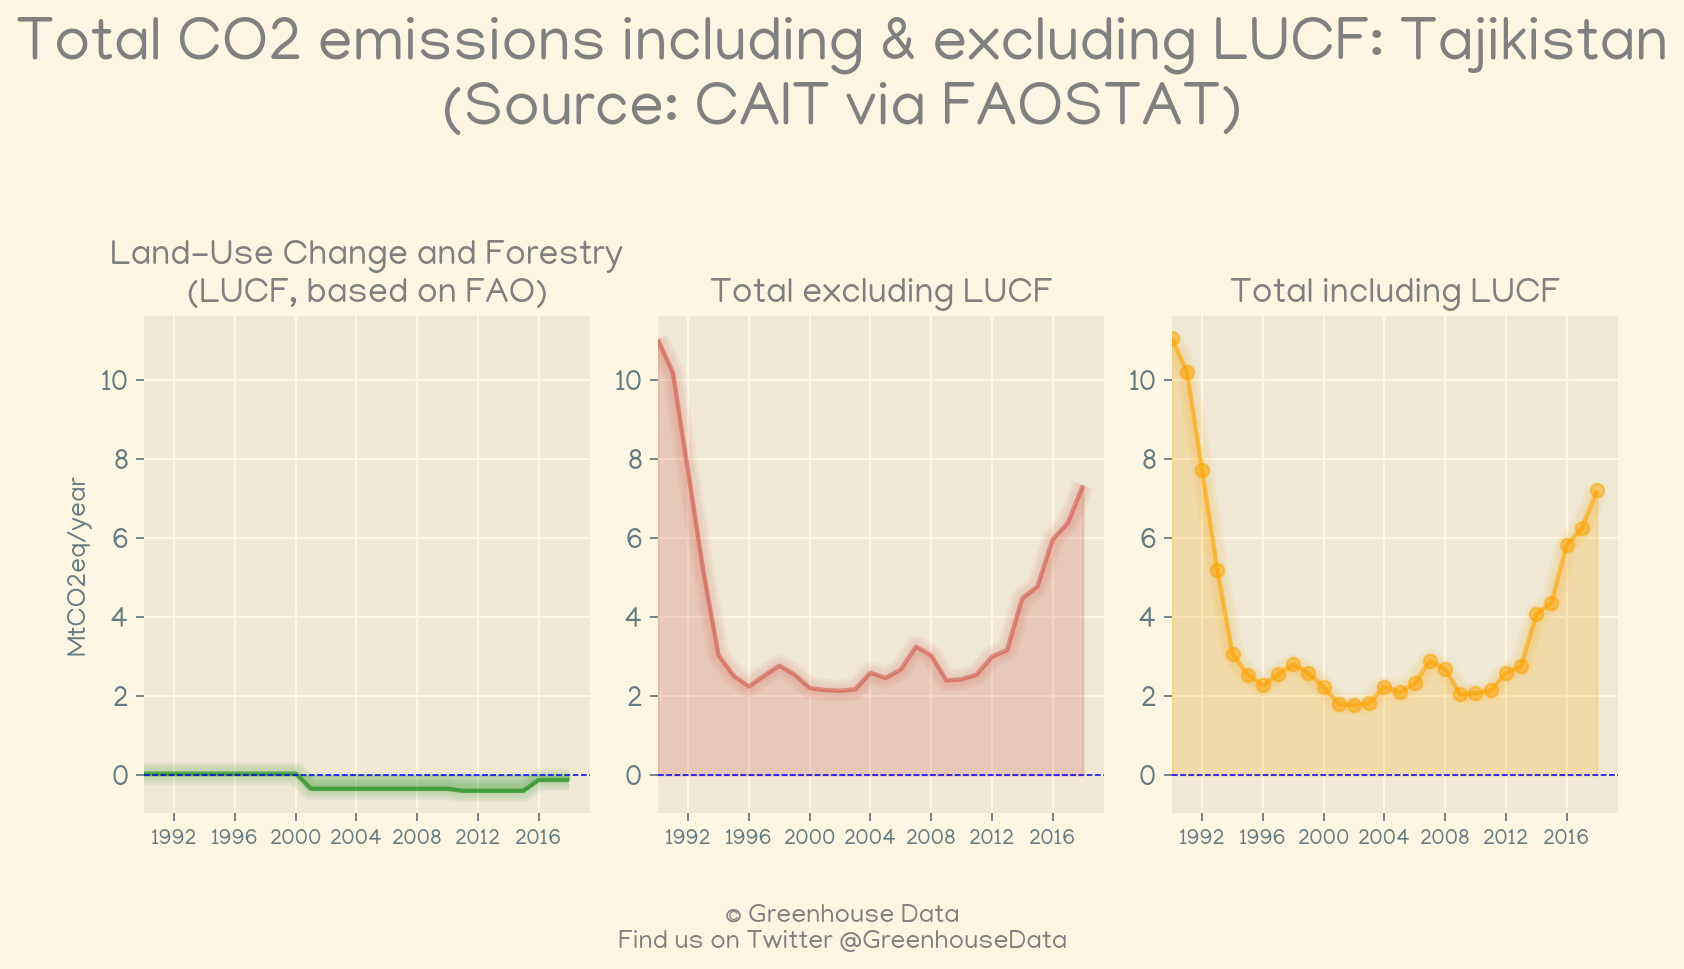 Total CO2 emissions including & excluding LUCF: Tajikistan
(Source: CAIT via FAOSTAT)
Land-Use Change and Forestry
(LUCF, based on FAO)
Total excluding LUCF
Total including LUCF
MtCO2eq/year
10
8
6
4
2
0
1992 1996 2000 2004 2008 2012 2016
10
8
6
4
2
0
1992 1996 2000 2004 2008 2012 2016
10
8
6
4
2
0
1992 1996 2000 2004 2008 2012 2016
© Greenhouse Data
Find us on Twitter @GreenhouseData